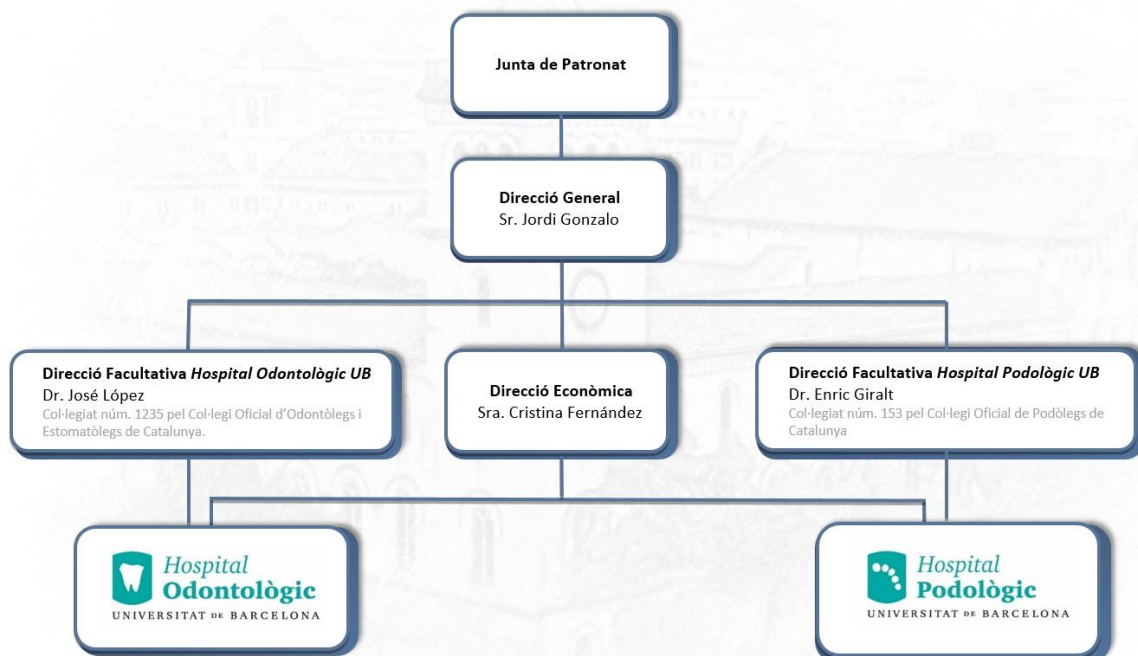 Junta de Patronat
Direcció General
Sr. Jordi Gonzalo
Direcció Facultativa Hospital Odontològic UB
Dr. José López
Col·legiat núm. 1235 pel Col·legi Oficial d'Odontòlegs i
Estomatòlegs de Catalunya.
Direcció Econòmica
Sra. Cristina Fernández
Direcció Facultativa Hospital Podològic UB
Dr. Enric Giralt
Col·legiat núm. 153 pel Col·legi Oficial de Podòlegs de
Catalunya
Hospital
Odontològic
UNIVERSITAT DE BARCELONA
Hospital
Podològic
UNIVERSITAT DE BARCELONA